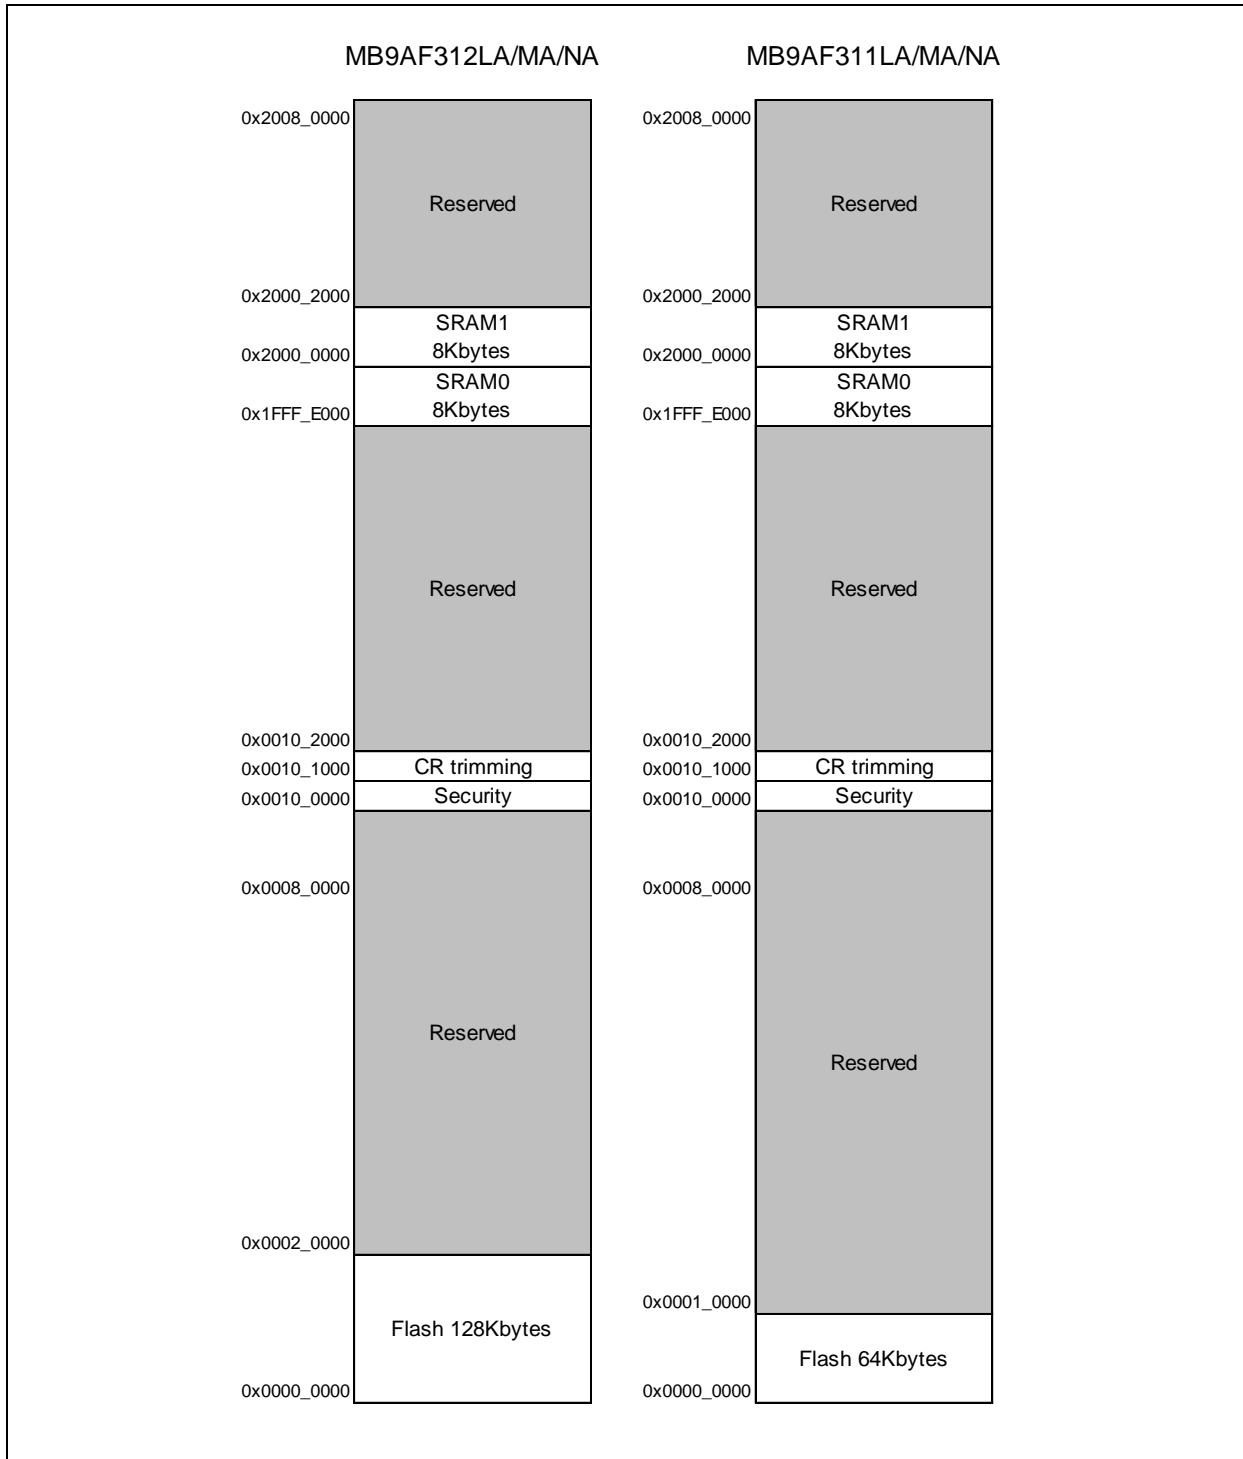 MB9AF312LA/MA/NA
0x2008_0000
Reserved
0x2000_2000
SRAM1
8Kbytes
0x2000_0000
SRAM0
8Kbytes
0x1FFF_E000
Reserved
0x0010_2000
CR trimming
0x0010_1000
Security
0x0010_0000
0x0008_0000
Reserved
0x0002_0000
Flash 128Kbytes
0x0000_0000
MB9AF311LA/MA/NA
0x2008_0000
Reserved
0x2000_2000
SRAM1
8Kbytes
0x2000_0000
SRAM0
8Kbytes
0x1FFF_E000
Reserved
0x0010_2000
CR trimming
0x0010_1000
Security
0x0010_0000
0x0008_0000
Reserved
0x0001_0000
Flash 64Kbytes
0x0000_0000